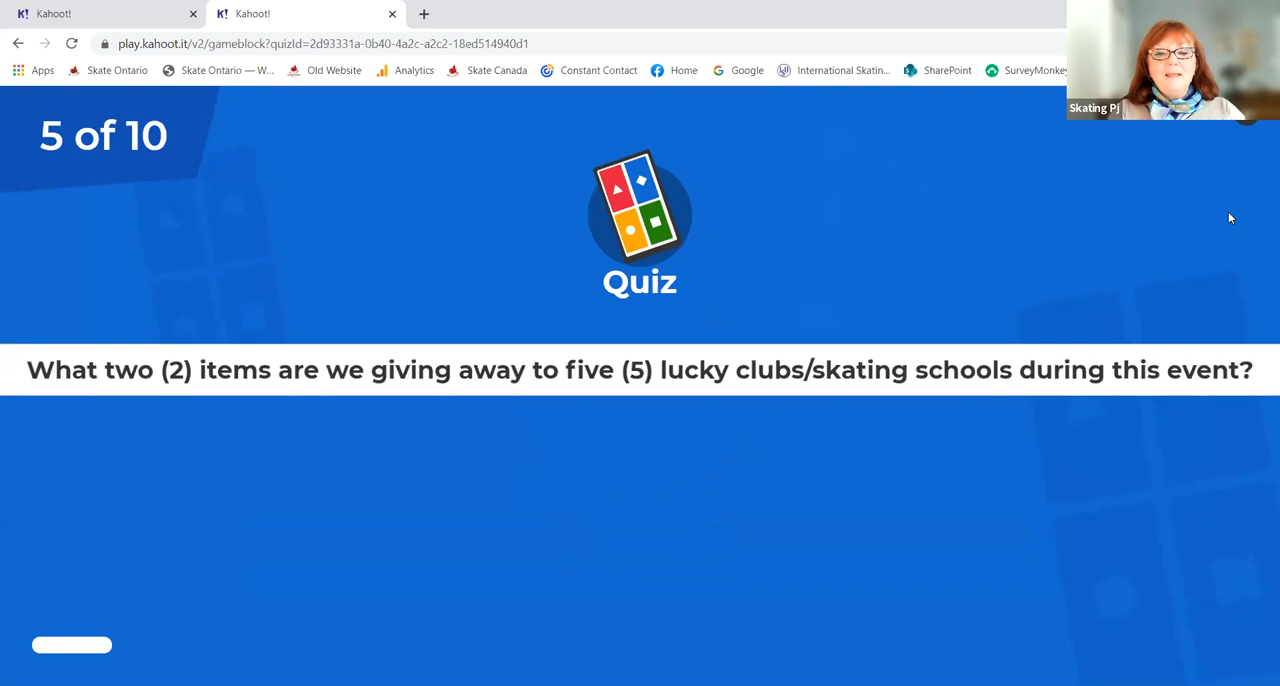 K! Kahoot!
K! Kahoot!
play.kahoot.it/v2/gameblock?quizId=2d93331a-0b40-4a2c-a2c2-18ed514940d1
Apps Skate Ontario Skate Ontario — W... Old Website Analytics Skate Canada Constant Contact Home Google International Skatin... SharePoint SurveyMonkey
Skating Pj
5 of 10
Quiz
What two (2) items are we giving away to five (5) lucky clubs/skating schools during this event?